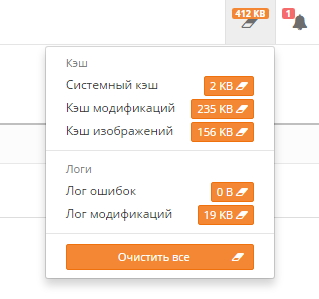 412 KB
1
Кэш
Системный кэш 2 KB
Кэш модификаций 235 KB
Кэш изображений 156 KB
Логи
Лог ошибок 0 B
Лог модификаций 19 KB
Очистить все